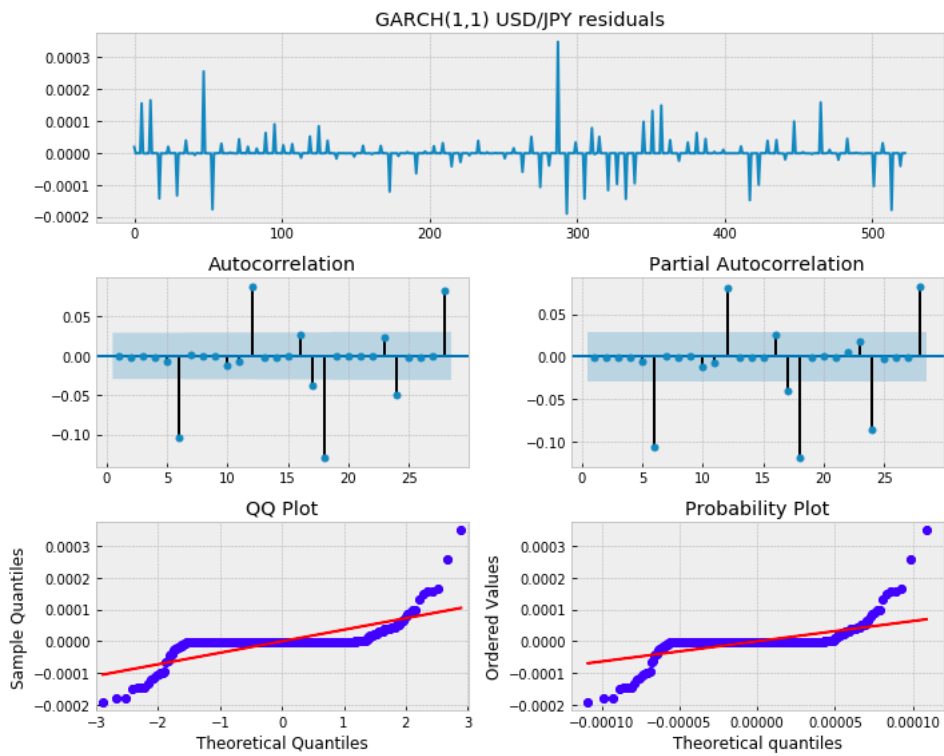 GARCH(1,1) USD/JPY residuals
0.0003
0.0002
0.0001
0.0000
−0.0001
−0.0002
0 100 200 300 400 500
Autocorrelation
0.05
0.00
−0.05
−0.10
0 5 10 15 20 25
Partial Autocorrelation
0.05
0.00
−0.05
−0.10
0 5 10 15 20 25
QQ Plot
Sample Quantiles
0.0003
0.0002
0.0001
0.0000
−0.0001
−0.0002
−3 −2 −1 0 1 2 3
Theoretical Quantiles
Probability Plot
Ordered Values
0.0003
0.0002
0.0001
0.0000
−0.0001
−0.0002
−0.00010 −0.00005 0.00000 0.00005 0.00010
Theoretical quantiles